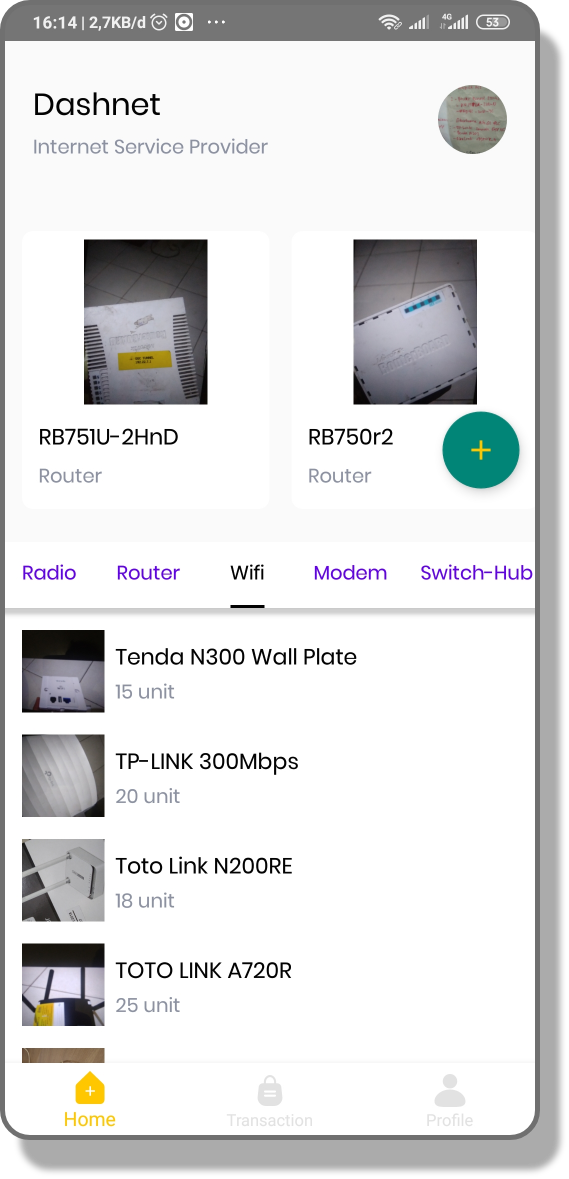 16:14 | 2,7KB/d
4G
53
Dashnet
Internet Service Provider
RB751U-2HnD
Router
RB750r2
Router
Radio Router Wifi Modem Switch-Hub
Tenda N300 Wall Plate
15 unit
TP-LINK 300Mbps
20 unit
Toto Link N200RE
18 unit
TOTO LINK A720R
25 unit
Home Transaction Profile